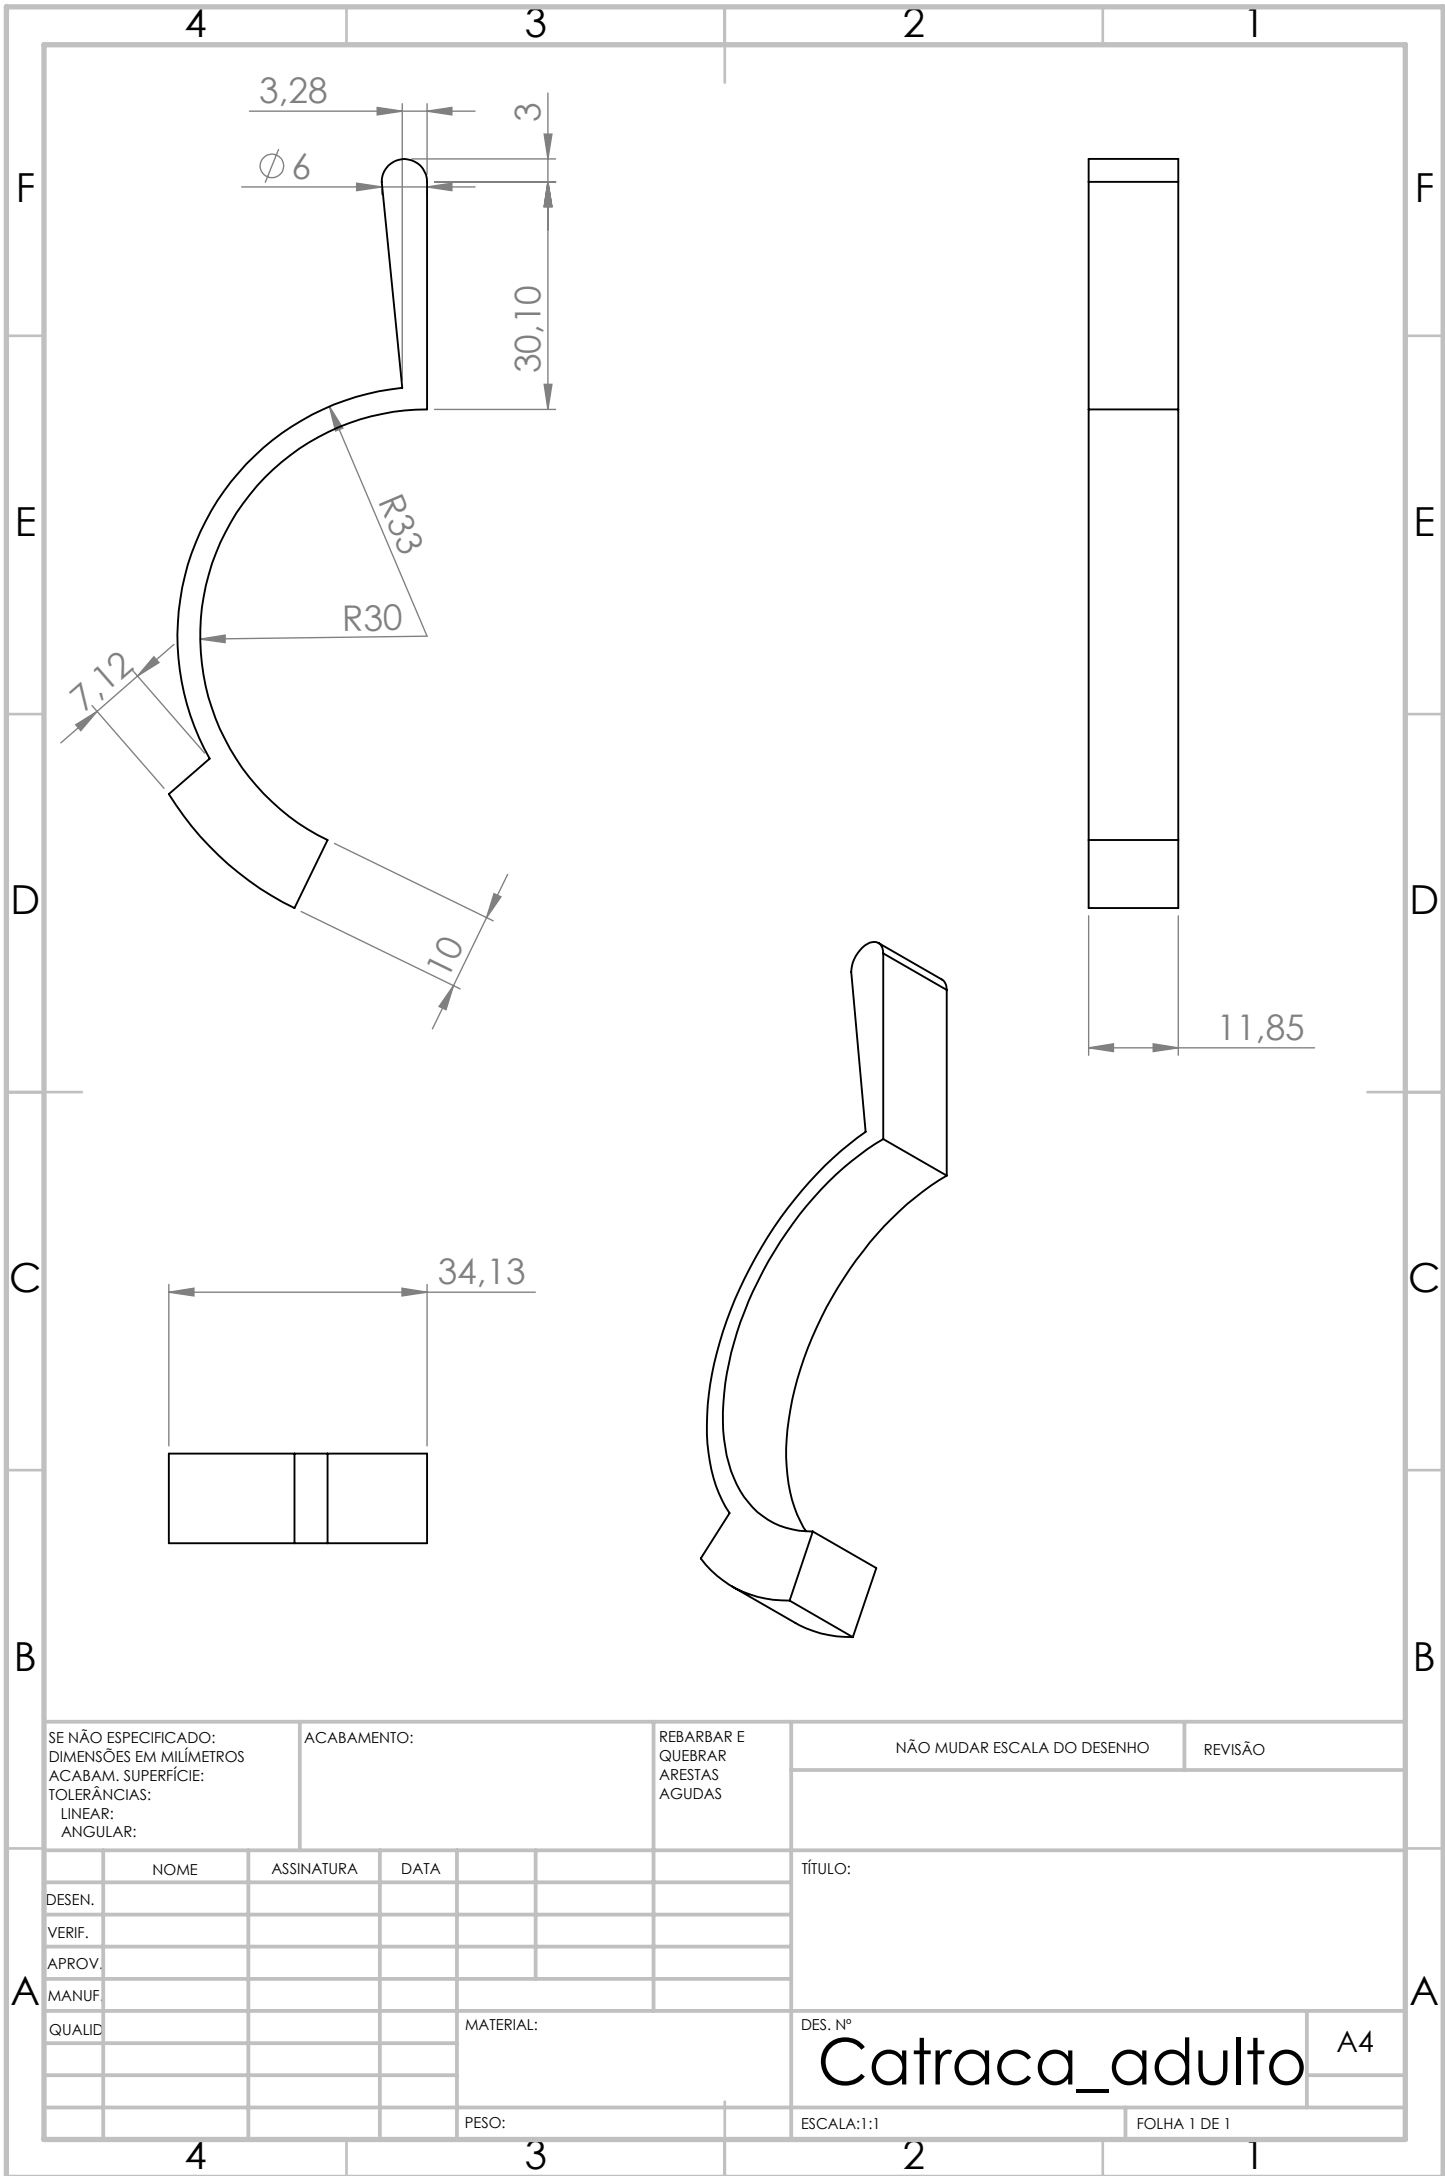 4 3 2 1
3,28
3
Ø 6
F F
30,10
E E
R33
R30
7,12
D D
10
11,85
C C
34,13
B B
SE NÃO ESPECIFICADO:
DIMENSÕES EM MILÍMETROS
ACABAM. SUPERFÍCIE:
TOLERÂNCIAS:
LINEAR:
ANGULAR:
ACABAMENTO:
REBARBAR E
QUEBRAR
ARESTAS
AGUDAS
NÃO MUDAR ESCALA DO DESENHO
REVISÃO
NOME ASSINATURA DATA
TÍTULO:
DESEN.
VERIF.
APROV.
MANUF.
QUALID
A A
MATERIAL:
DES. Nº
Catraca_adulto
A4
PESO:
ESCALA:1:1
FOLHA 1 DE 1
4 3 2 1